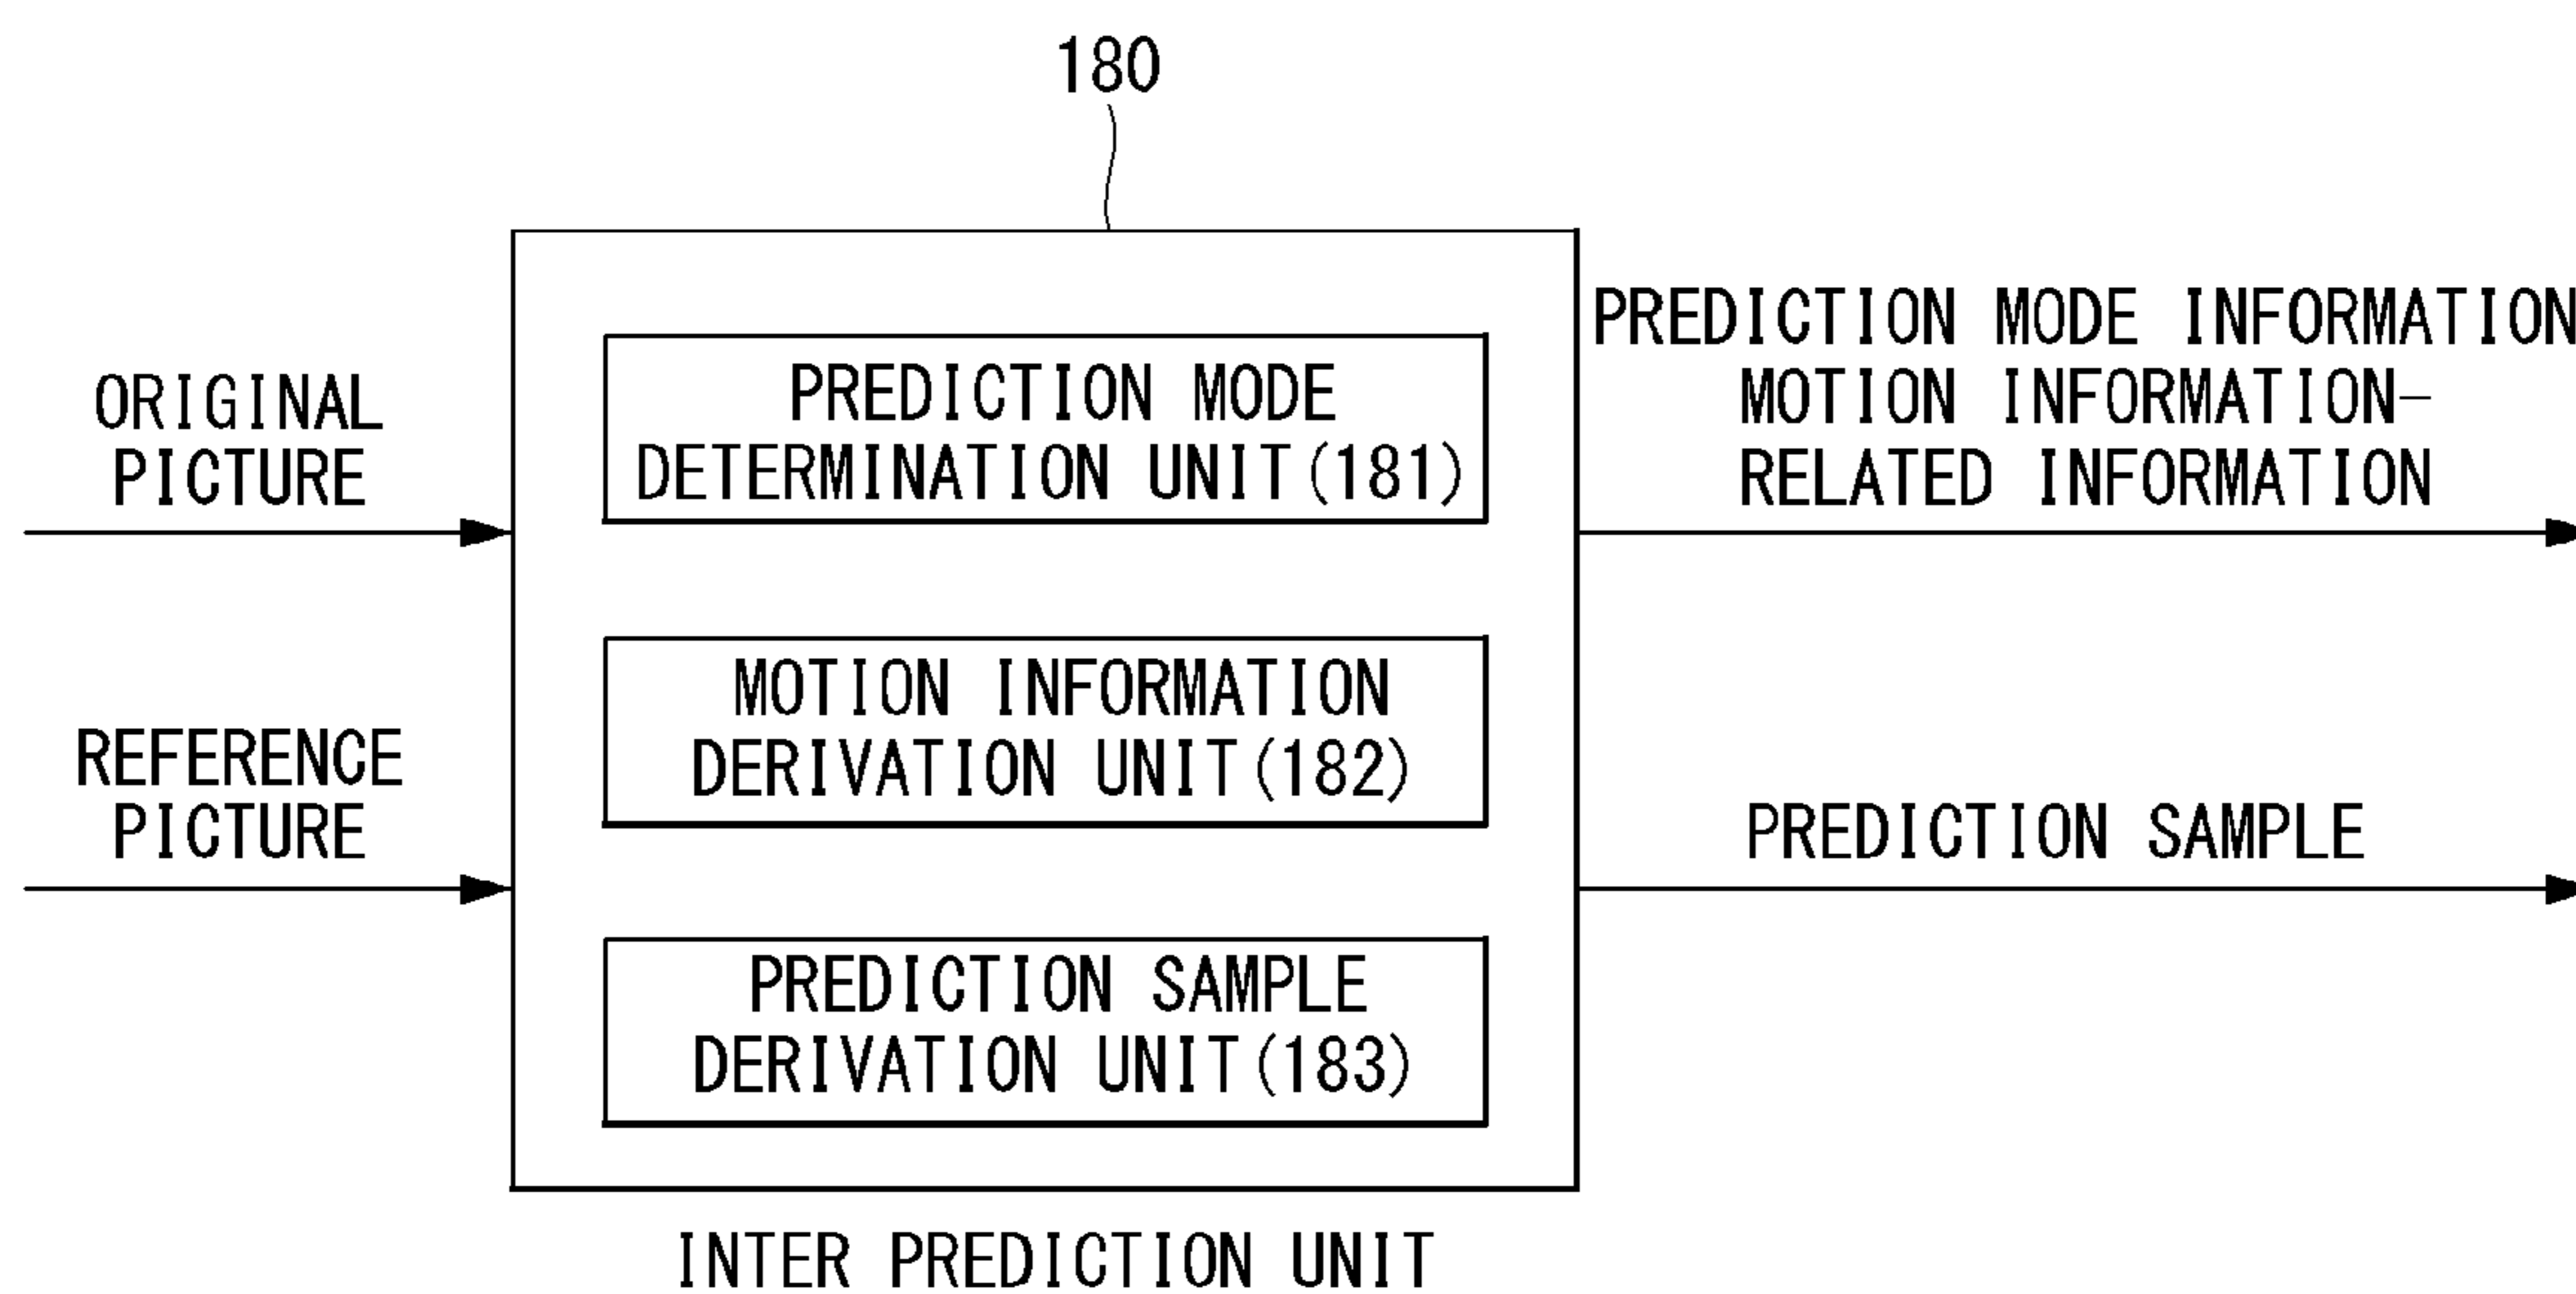 180
ORIGINAL
PICTURE
REFERENCE
PICTURE
PREDICTION MODE
DETERMINATION UNIT(181)
MOTION INFORMATION
DERIVATION UNIT(182)
PREDICTION SAMPLE
DERIVATION UNIT(183)
PREDICTION MODE INFORMATION
MOTION INFORMATION-
RELATED INFORMATION
PREDICTION SAMPLE
INTER PREDICTION UNIT